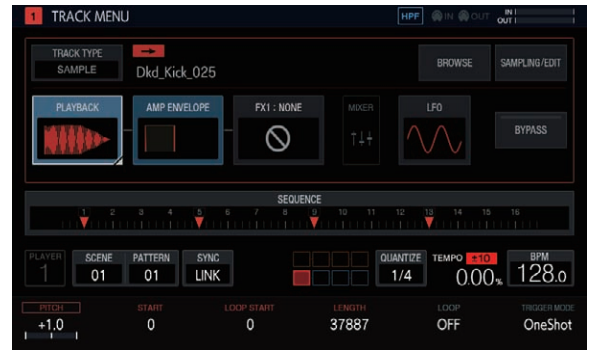 1 TRACK MENU
HPF IN OUT IN
OUT
TRACK TYPE
SAMPLE
Dkd_Kick_025
BROWSE
SAMPLING/EDIT
PLAYBACK
AMP ENVELOPE
FX1 : NONE
MIXER
LFO
BYPASS
SEQUENCE
1 2 3 4 5 6 7 8 9 10 11 12 13 14 15 16
PLAYER
1
SCENE
01
PATTERN
01
SYNC
LINK
QUANTIZE
1/4
TEMPO ±10
0.00%
BPM
128.0
PITCH START LOOP START LENGTH LOOP TRIGGER MODE
+1.0 0 0 37887 OFF OneShot